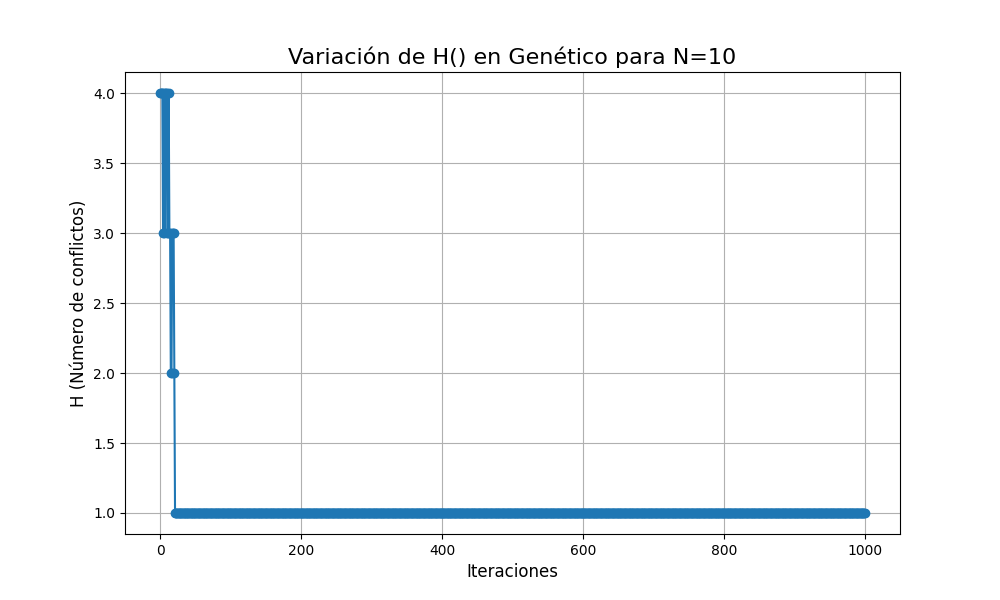 Variación de H() en Genético para N=10
4.0
3.5
3.0
2.5
2.0
1.5
1.0
H (Número de conflictos)
0 200 400 600 800 1000
Iteraciones